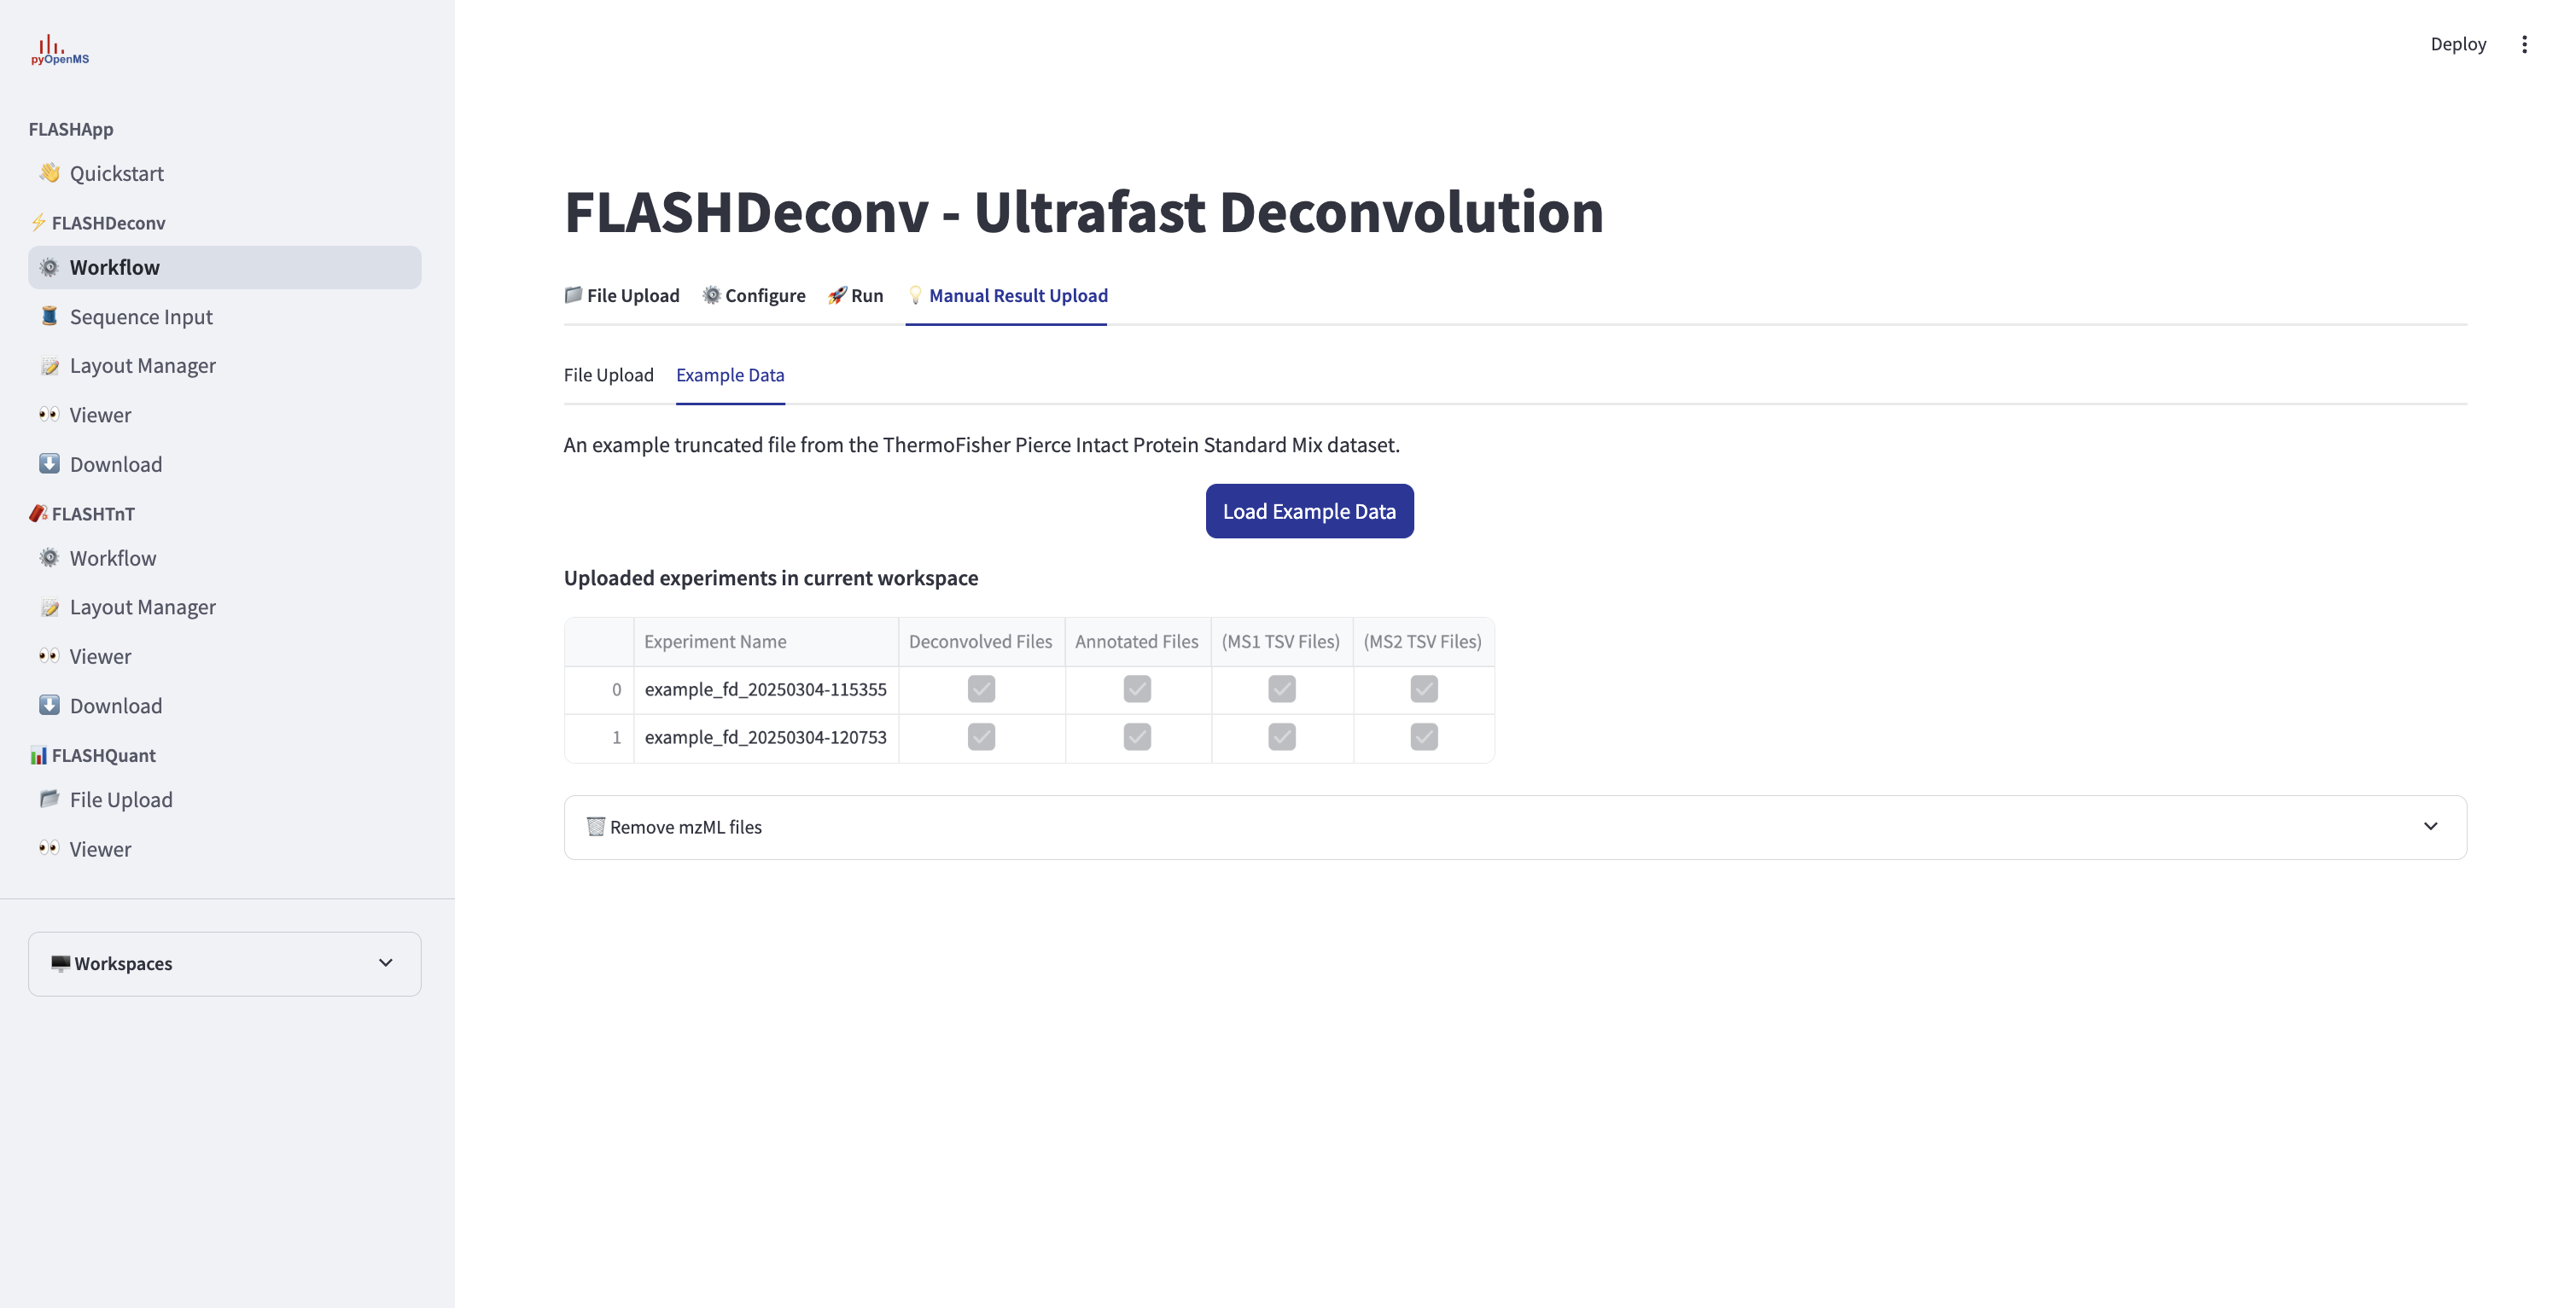 pyOpenMS
FLASHApp
Quickstart
FLASHDeconv
Workflow
Sequence Input
Layout Manager
Viewer
Download
FLASHTnT
Workflow
Layout Manager
Viewer
Download
FLASHQuant
File Upload
Viewer
Workspaces
Deploy
FLASHDeconv - Ultrafast Deconvolution
File Upload Configure Run Manual Result Upload
File Upload Example Data
An example truncated file from the ThermoFisher Pierce Intact Protein Standard Mix dataset.
Load Example Data
Uploaded experiments in current workspace
Experiment Name Deconvolved Files Annotated Files (MS1 TSV Files) (MS2 TSV Files)
0 example_fd_20250304-115355
1 example_fd_20250304-120753
Remove mzML files